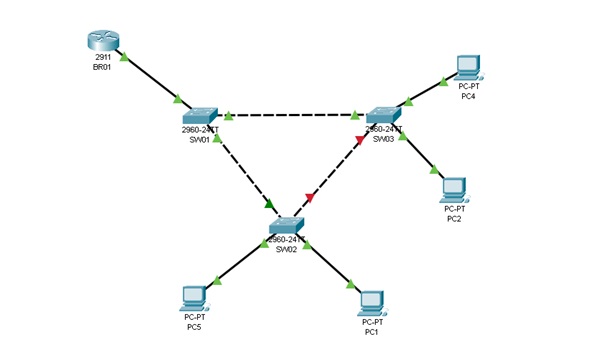 2911
BR01
2960-24TT
SW01
2960-24TT
SW03
PC-PT
PC4
PC-PT
PC2
2960-24TT
SW02
PC-PT
PC5
PC-PT
PC1